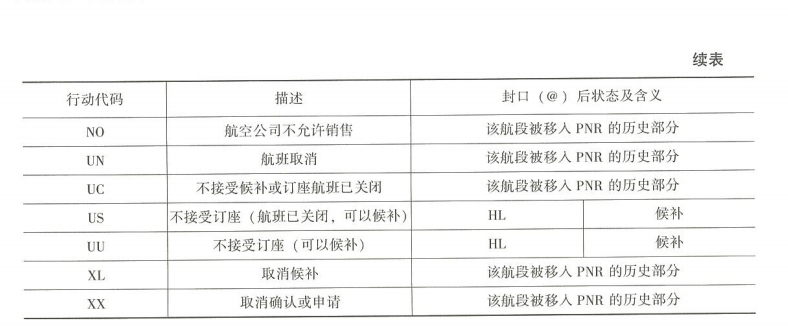 续表
行动代码 描述 封口（@）后状态及含义
NO 航空公司不允许销售 该航段被移入 PNR 的历史部分
UN 航班取消 该航段被移入 PNR 的历史部分
UC 不接受候补或订座航班已关闭 该航段被移入 PNR 的历史部分
US 不接受订座（航班已关闭，可以候补） HL 候补
UU 不接受订座（可以候补） HL 候补
XL 取消候补 该航段被移入 PNR 的历史部分
XX 取消确认或申请 该航段被移入 PNR 的历史部分